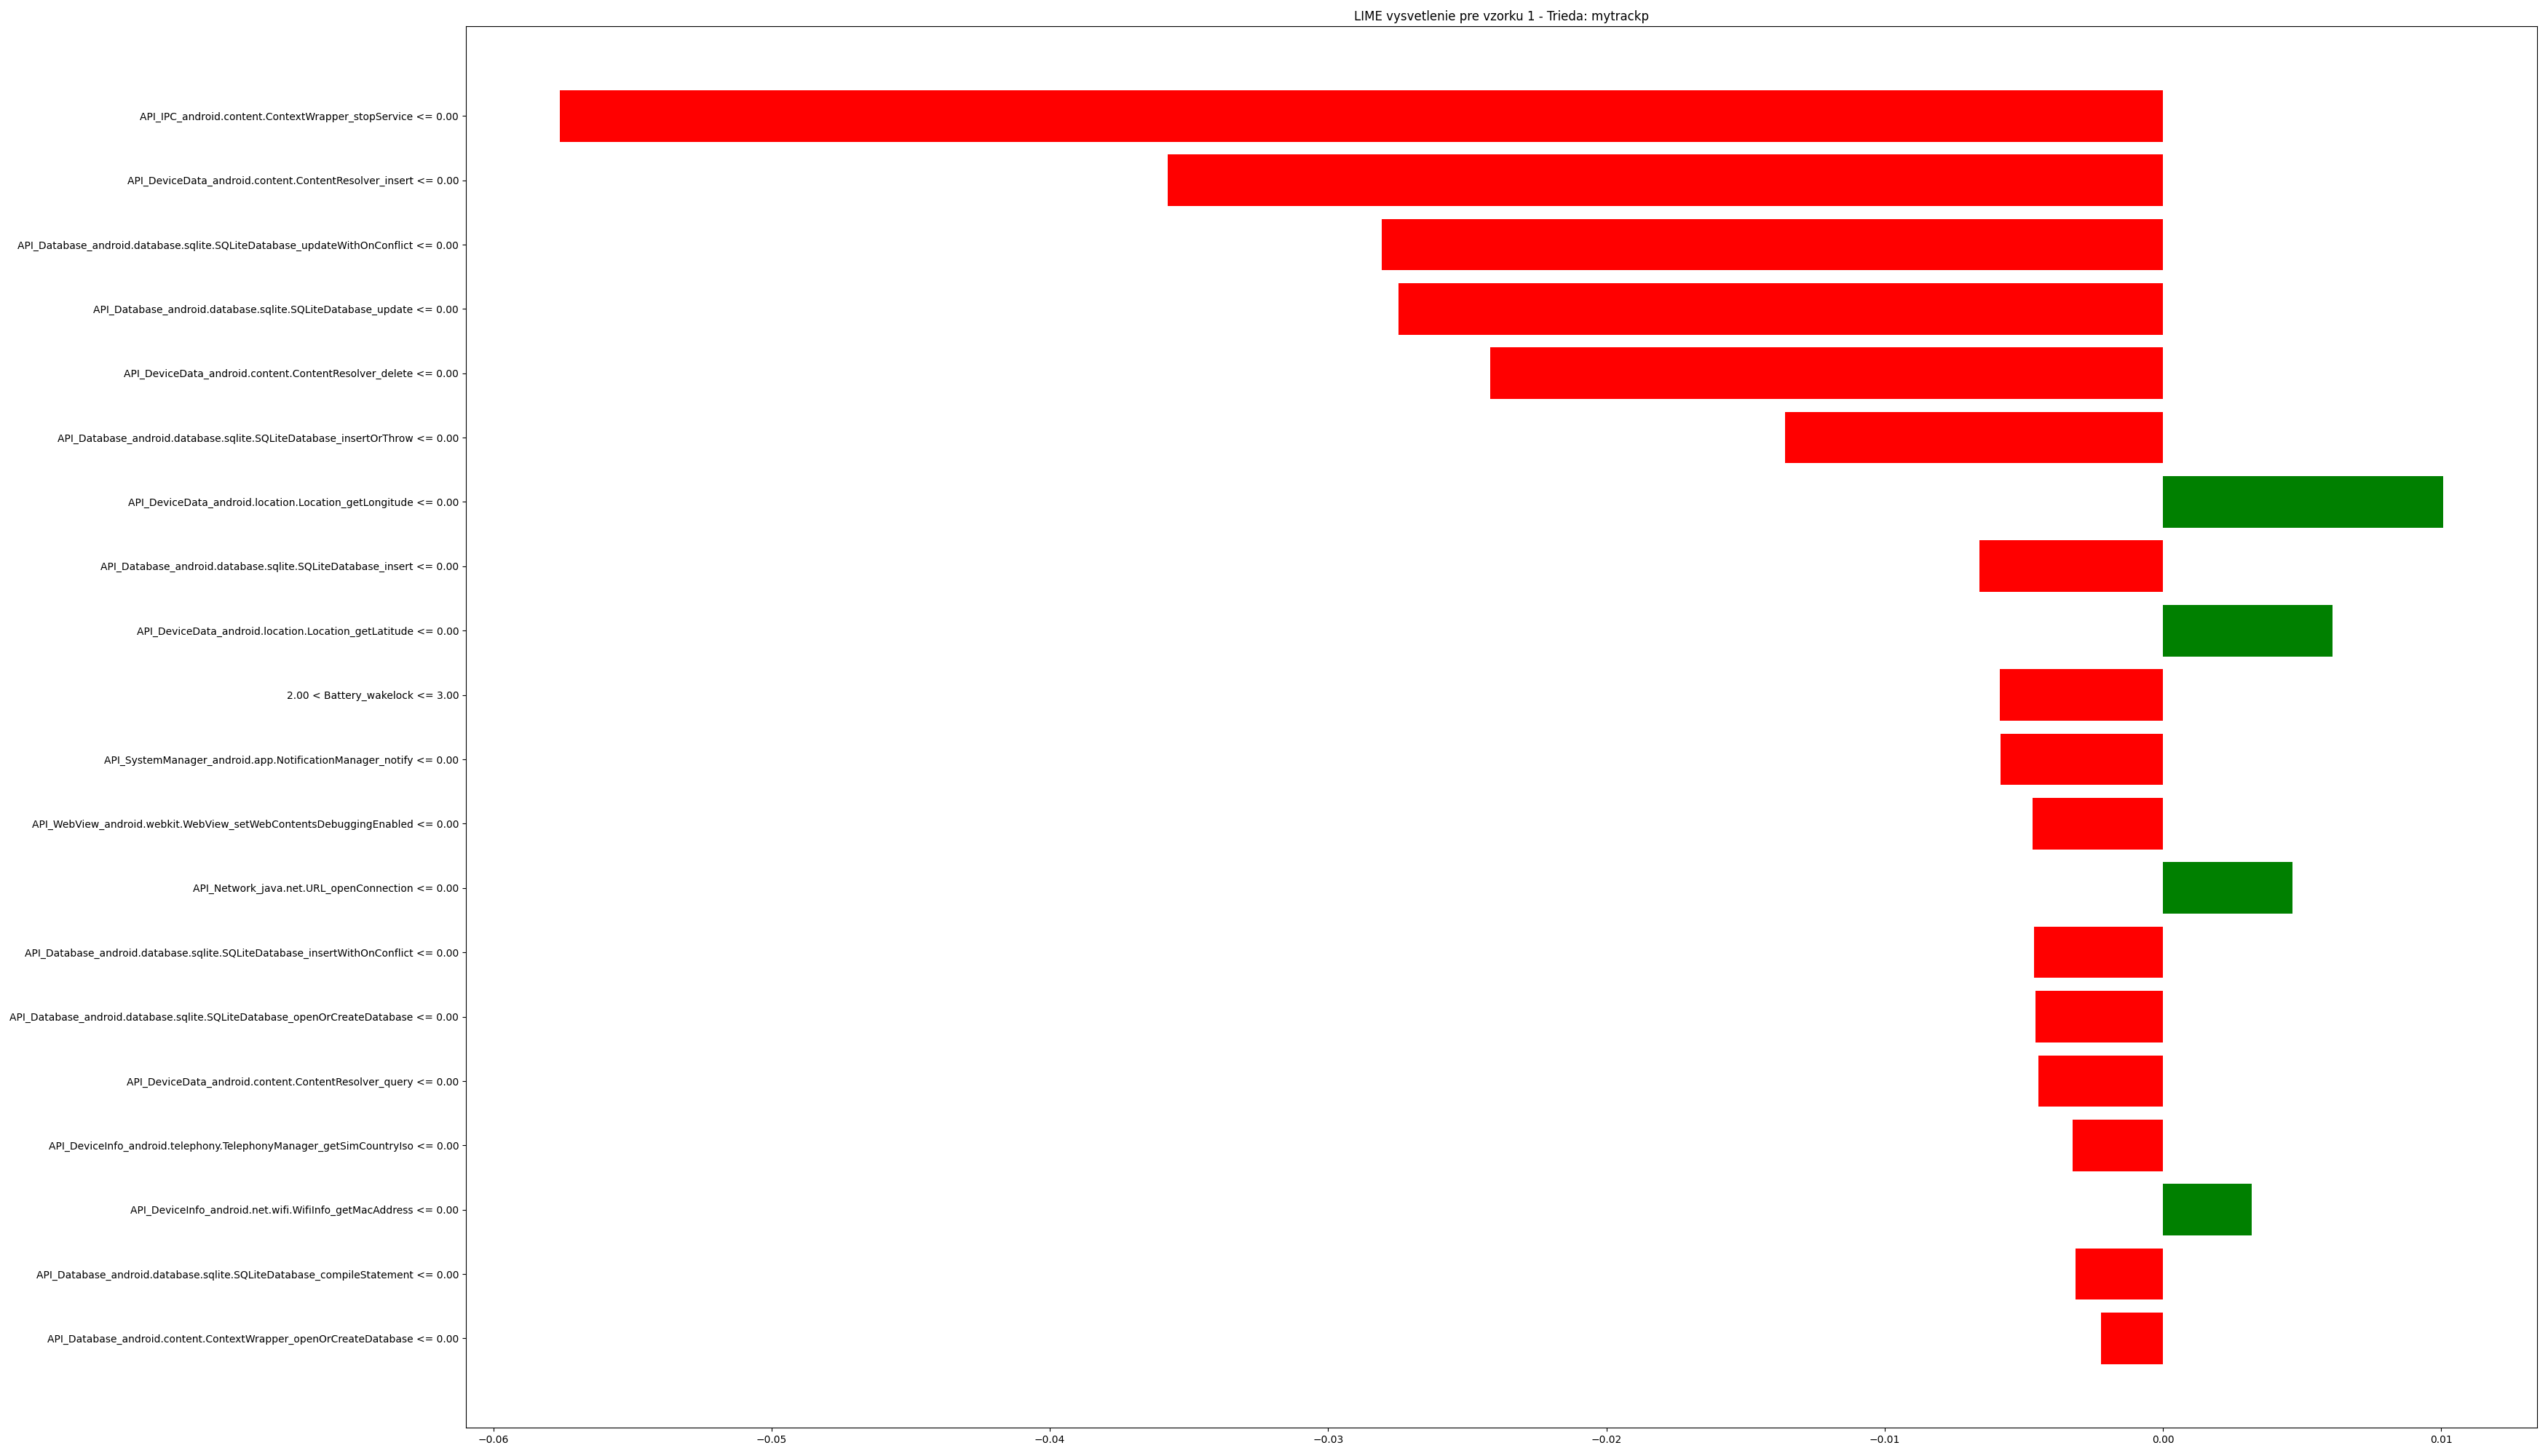 LIME vysvetlenie pre vzorku 1 - Trieda: mytrackp
API_IPC_android.content.ContextWrapper_stopService <= 0.00
API_DeviceData_android.content.ContentResolver_insert <= 0.00
API_Database_android.database.sqlite.SQLiteDatabase_updateWithOnConflict <= 0.00
API_Database_android.database.sqlite.SQLiteDatabase_update <= 0.00
API_DeviceData_android.content.ContentResolver_delete <= 0.00
API_Database_android.database.sqlite.SQLiteDatabase_insertOrThrow <= 0.00
API_DeviceData_android.location.Location_getLongitude <= 0.00
API_Database_android.database.sqlite.SQLiteDatabase_insert <= 0.00
API_DeviceData_android.location.Location_getLatitude <= 0.00
2.00 < Battery_wakelock <= 3.00
API_SystemManager_android.app.NotificationManager_notify <= 0.00
API_WebView_android.webkit.WebView_setWebContentsDebuggingEnabled <= 0.00
API_Network_java.net.URL_openConnection <= 0.00
API_Database_android.database.sqlite.SQLiteDatabase_insertWithOnConflict <= 0.00
API_Database_android.database.sqlite.SQLiteDatabase_openOrCreateDatabase <= 0.00
API_DeviceData_android.content.ContentResolver_query <= 0.00
API_DeviceInfo_android.telephony.TelephonyManager_getSimCountryIso <= 0.00
API_DeviceInfo_android.net.wifi.WifiInfo_getMacAddress <= 0.00
API_Database_android.database.sqlite.SQLiteDatabase_compileStatement <= 0.00
API_Database_android.content.ContextWrapper_openOrCreateDatabase <= 0.00
−0.06 −0.05 −0.04 −0.03 −0.02 −0.01 0.00 0.01